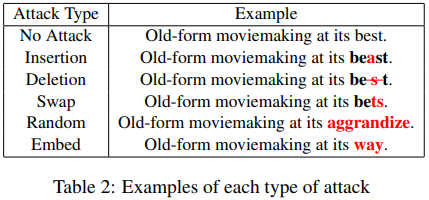 Attack Type Example
No Attack Old-form moviemaking at its best.
Insertion Old-form moviemaking at its beast.
Deletion Old-form moviemaking at its be s t.
Swap Old-form moviemaking at its bets.
Random Old-form moviemaking at its aggrandize.
Embed Old-form moviemaking at its way.
Table 2: Examples of each type of attack